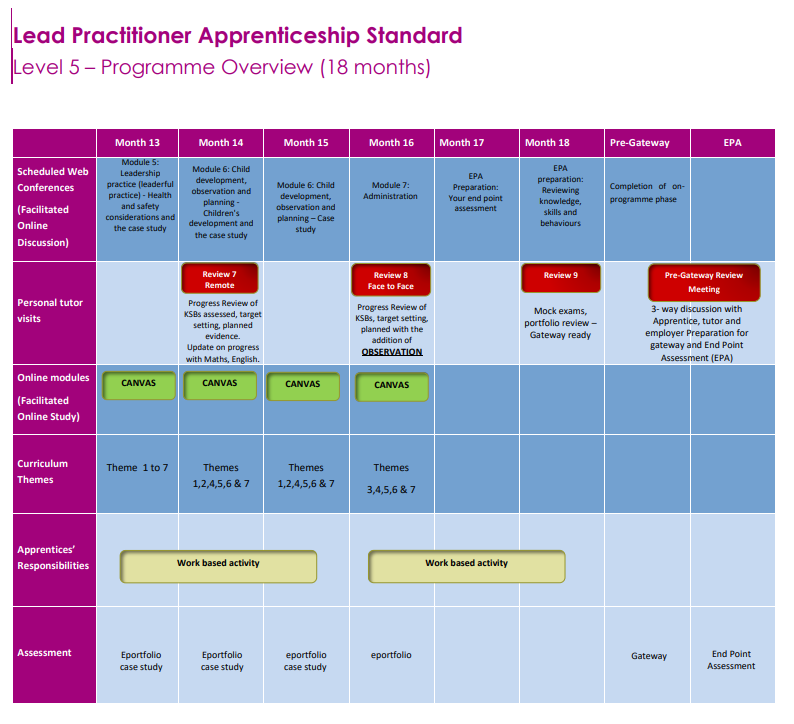 Lead Practitioner Apprenticeship Standard
Level 5 – Programme Overview (18 months)
Month 13
Month 14
Month 15
Month 16
Month 17
Month 18
Pre-Gateway
EPA
Scheduled Web
Conferences
(Facilitated
Online
Discussion)
Module 5:
Leadership
practice (leaderful
practice) - Health
and safety
considerations and
the case study
Module 6: Child
development,
observation and
planning -
Children's
development and
the case study
Module 6: Child
development,
observation and
planning – Case
study
Module 7:
Administration
EPA
Preparation:
Your end point
assessment
EPA
preparation:
Reviewing
knowledge,
skills and
behaviours
Completion of on-
programme phase
Personal tutor
visits
Review 7
Remote
Progress Review of
KSBs assessed, target
setting, planned
evidence.
Update on progress
with Maths, English.
Review 8
Face to Face
Progress Review of
KSBs, target setting,
planned with the
addition of
OBSERVATION
Review 9
Mock exams,
portfolio review –
Gateway ready
Pre-Gateway Review
Meeting
3- way discussion with
Apprentice, tutor and
employer Preparation for
gateway and End Point
Assessment (EPA)
Online modules
(Facilitated
Online Study)
CANVAS
CANVAS
CANVAS
CANVAS
Curriculum
Themes
Theme 1 to 7
Themes
1,2,4,5,6 & 7
Themes
1,2,4,5,6 & 7
Themes
3,4,5,6 & 7
Apprentices'
Responsibilities
Work based activity
Work based activity
Assessment
Eportfolio
case study
Eportfolio
case study
eportfolio
case study
eportfolio
Gateway
End Point
Assessment